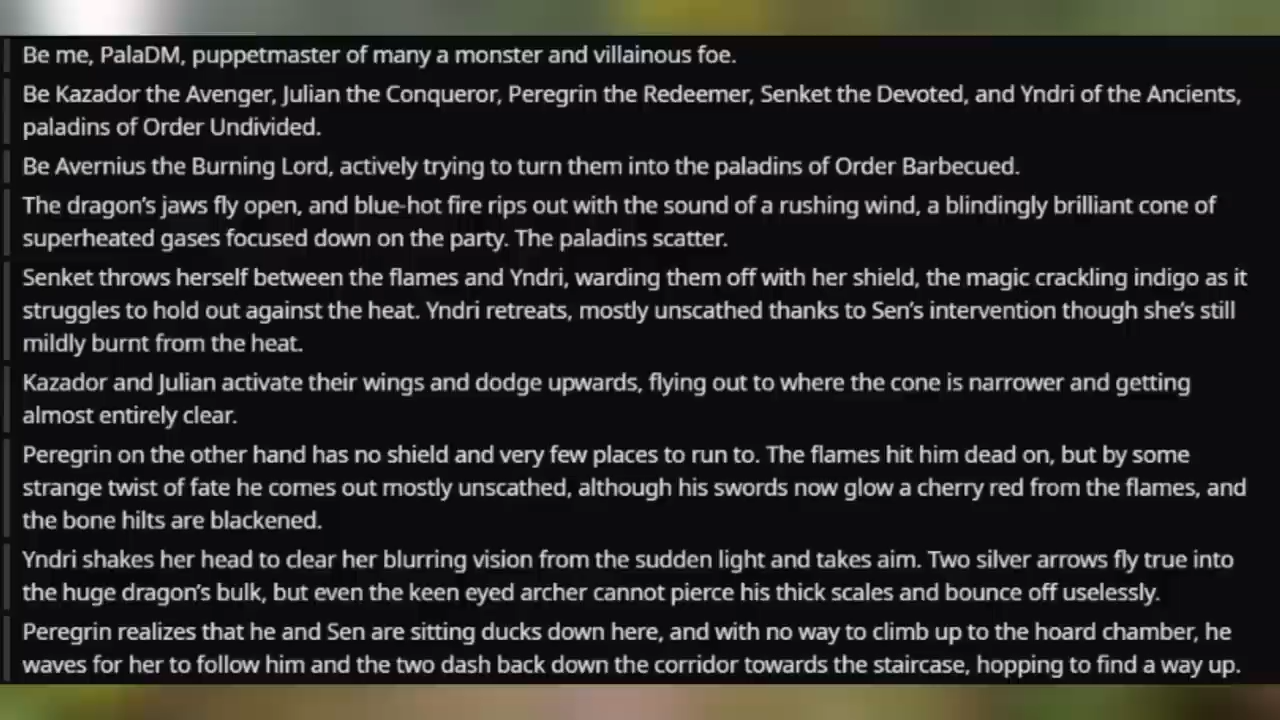 Be me, PalaDM, puppetmaster of many a monster and villainous foe.
Be Kazador the Avenger, Julian the Conqueror, Peregrin the Redeemer, Senket the Devoted, and Yndri of the Ancients,
paladins of Order Undivided.
Be Avernius the Burning Lord, actively trying to turn them into the paladins of Order Barbecued.
The dragon's jaws fly open, and blue-hot fire rips out with the sound of a rushing wind, a blindingly brilliant cone of
superheated gases focused down on the party. The paladins scatter.
Senket throws herself between the flames and Yndri, warding them off with her shield, the magic crackling indigo as it
struggles to hold out against the heat. Yndri retreats, mostly unscathed thanks to Sen's intervention though she's still
mildly burnt from the heat.
Kazador and Julian activate their wings and dodge upwards, flying out to where the cone is narrower and getting
almost entirely clear.
Peregrin on the other hand has no shield and very few places to run to. The flames hit him dead on, but by some
strange twist of fate he comes out mostly unscathed, although his swords now glow a cherry red from the flames, and
the bone hilts are blackened.
Yndri shakes her head to clear her blurring vision from the sudden light and takes aim. Two silver arrows fly true into
the huge dragon's bulk, but even the keen eyed archer cannot pierce his thick scales and bounce off uselessly.
Peregrin realizes that he and Sen are sitting ducks down here, and with no way to climb up to the hoard chamber, he
waves for her to follow him and the two dash back down the corridor towards the staircase, hopping to find a way up.